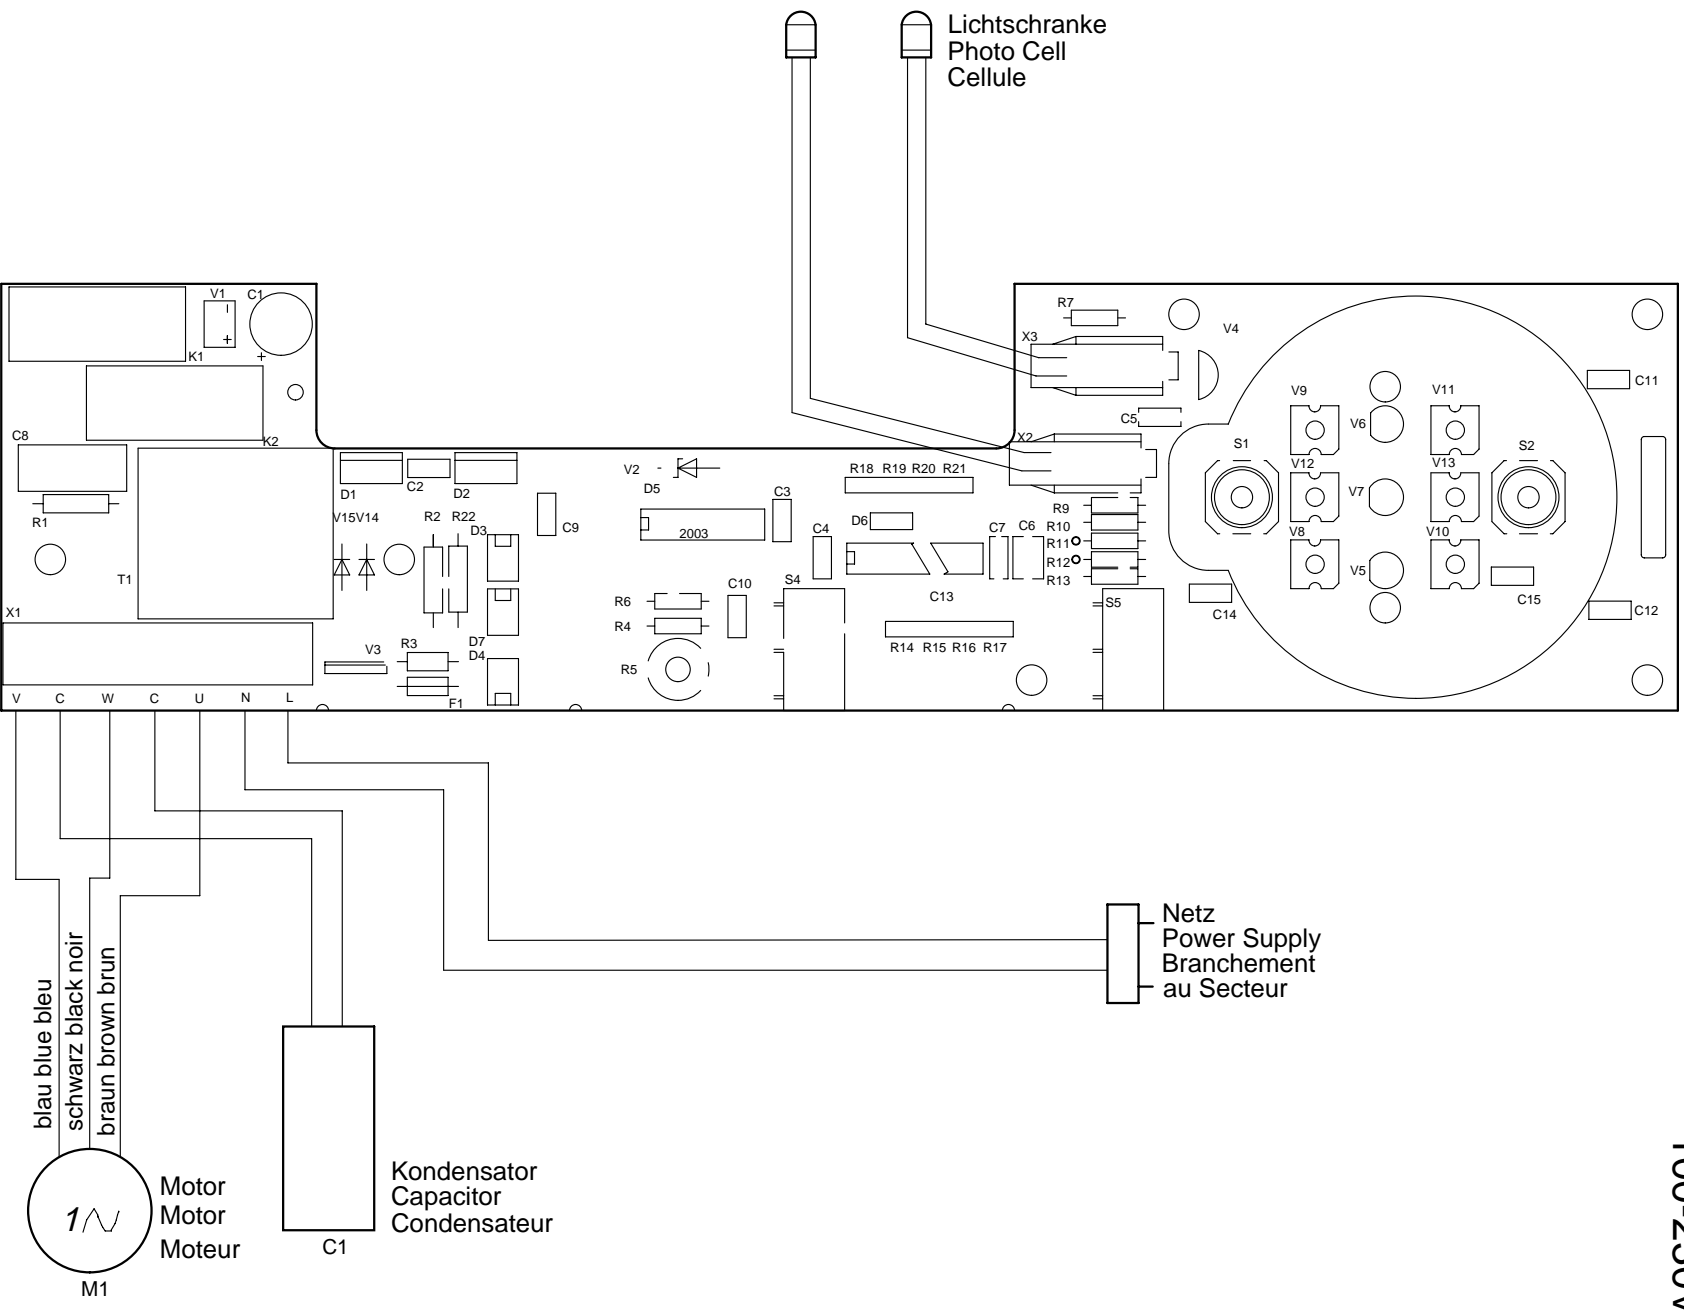 Lichtschranke
Photo Cell
Cellule
V1
C1
-
+
+
K1
K2
C8
R1
T1
X1
D1
C2
D2
V15V14
R2
R22
D3
C9
V2
-
D5
2003
C3
C4
C10
R6
R4
R5
V3
R3
F1
D7
D4
S4
R18 R19 R20 R21
D6
C7
C6
C13
R14 R15 R16 R17
R7
X3
V4
C5
X2
R9
R10
R11
R12
R13
S5
S1
C14
V9
V6
V11
V12
V7
V13
V8
V5
V10
S2
C15
C11
C12
V C W C U N L
blau blue bleu
schwarz black noir
braun brown brun
Netz
Power Supply
Branchement
au Secteur
1
Motor
Motor
Moteur
M1
Kondensator
Capacitor
Condensateur
C1